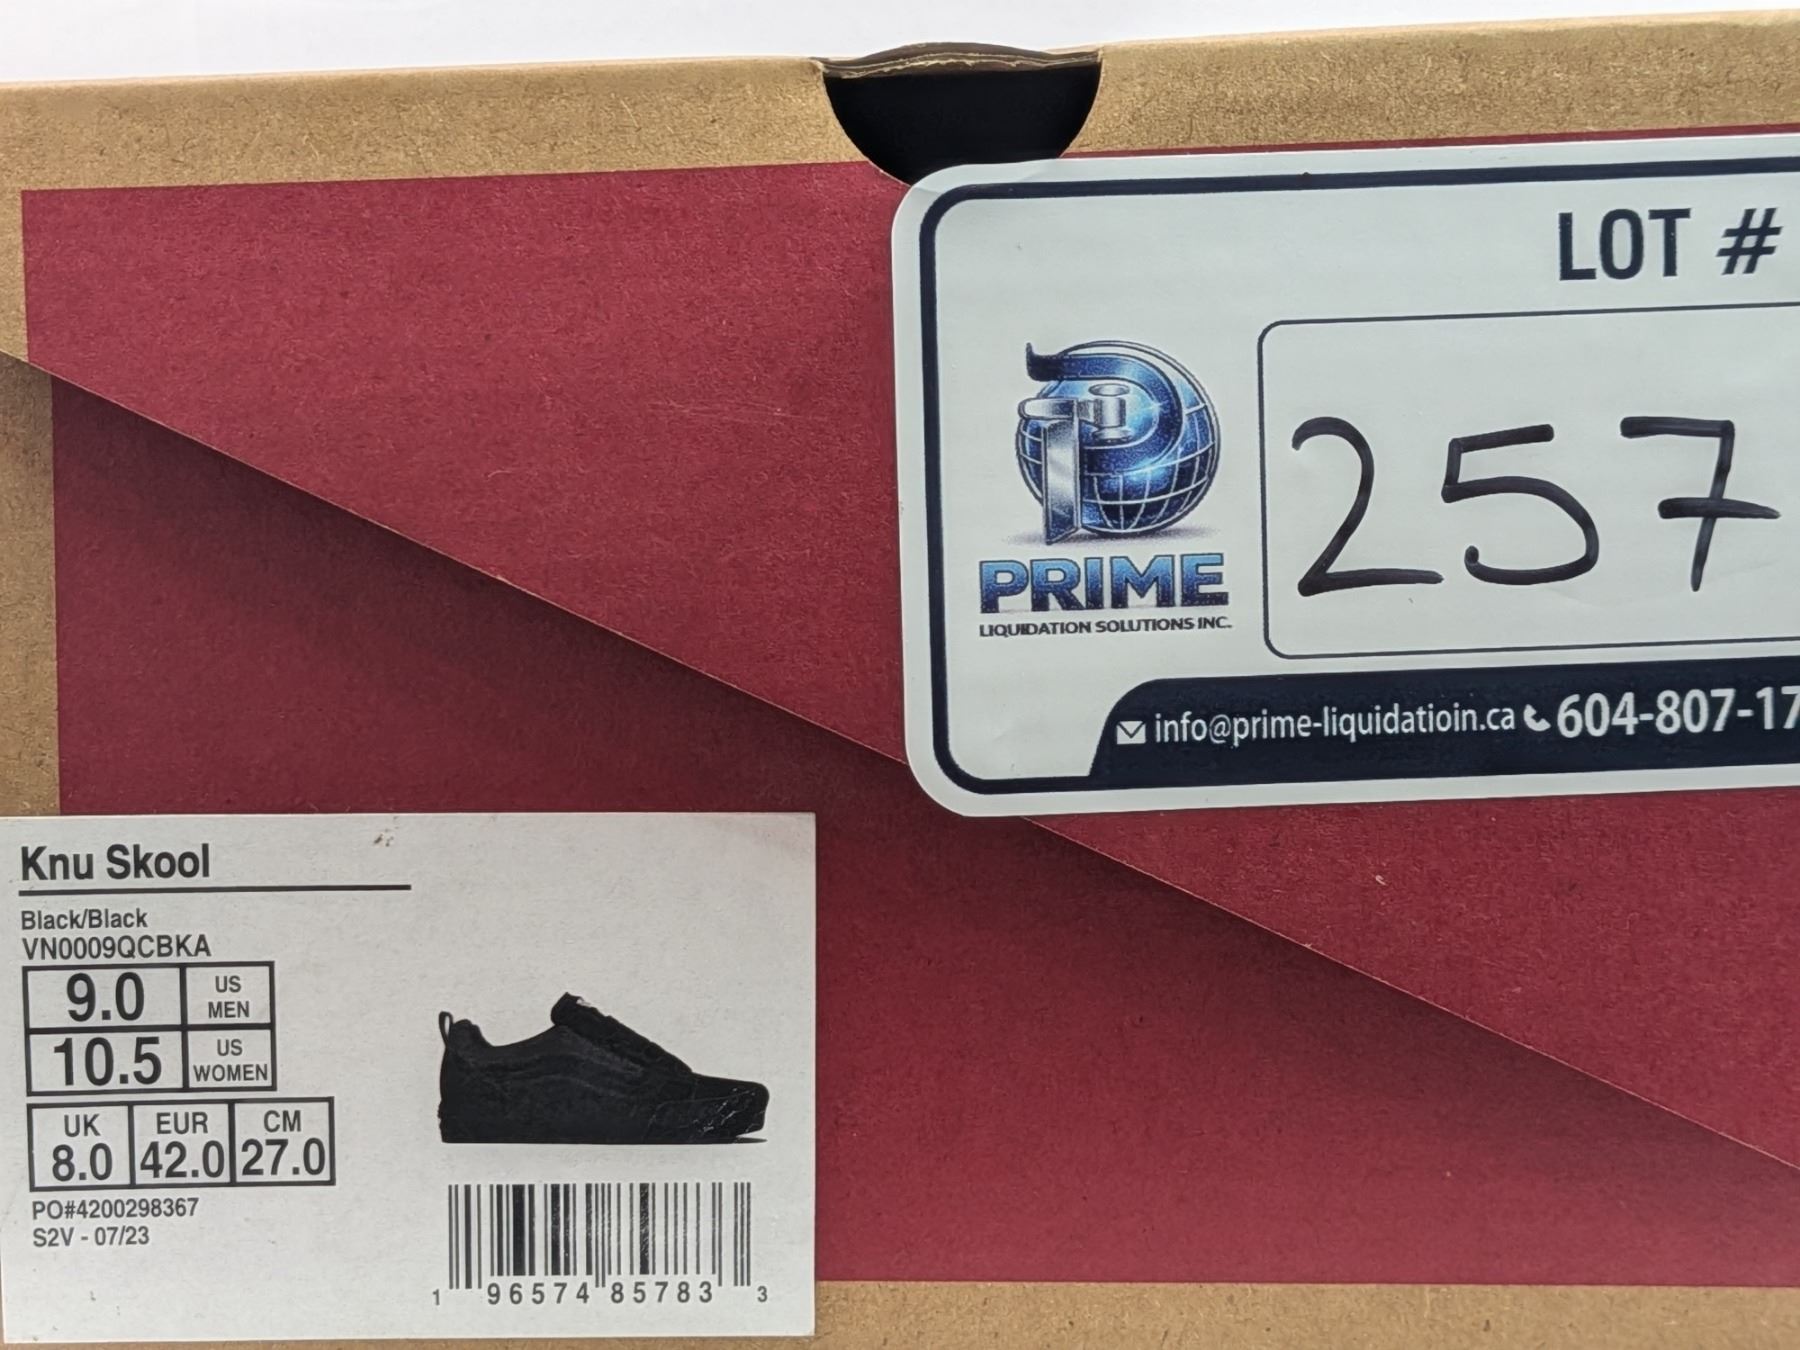 LOT #
257
PRIME
LIQUIDATION SOLUTIONS INC.
info@prime-liquidatioin.ca 604-807-17
Knu Skool
Black/Black
VN0009QCBKA
9.0 US MEN
10.5 US WOMEN
UK EUR CM
8.0 42.0 27.0
PO#4200298367
S2V - 07/23
1 96574 85783 3